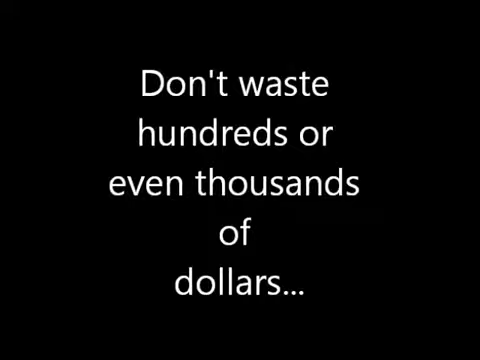 Don't waste
hundreds or
even thousands
of
dollars...